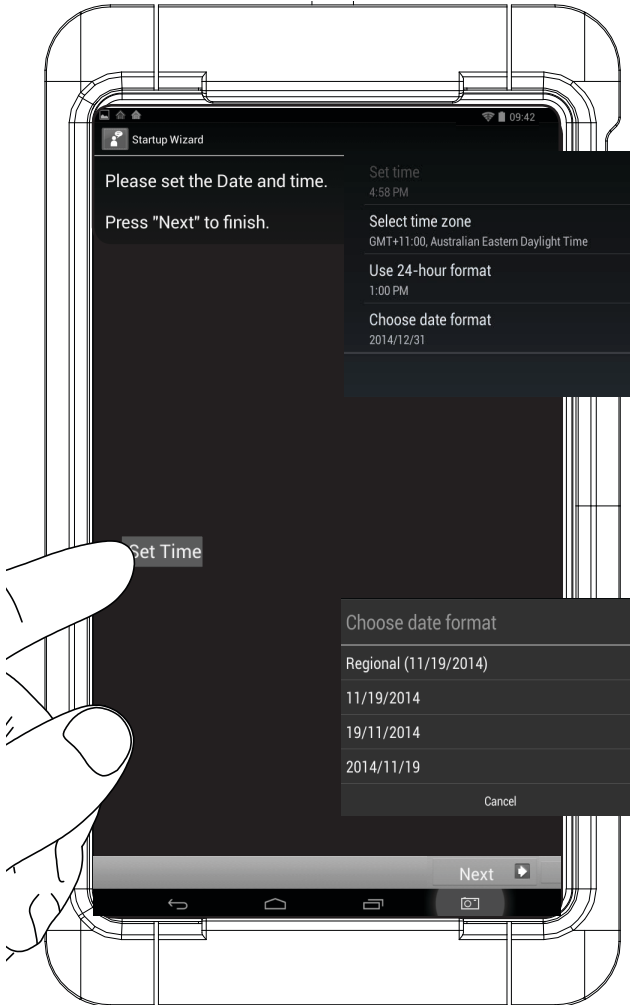 09:42
Startup Wizard
Please set the Date and time.
Press "Next" to finish.
Set time
4:58 PM
Select time zone
GMT+11:00, Australian Eastern Daylight Time
Use 24-hour format
1:00 PM
Choose date format
2014/12/31
Set Time
Choose date format
Regional (11/19/2014)
11/19/2014
19/11/2014
2014/11/19
Cancel
Next